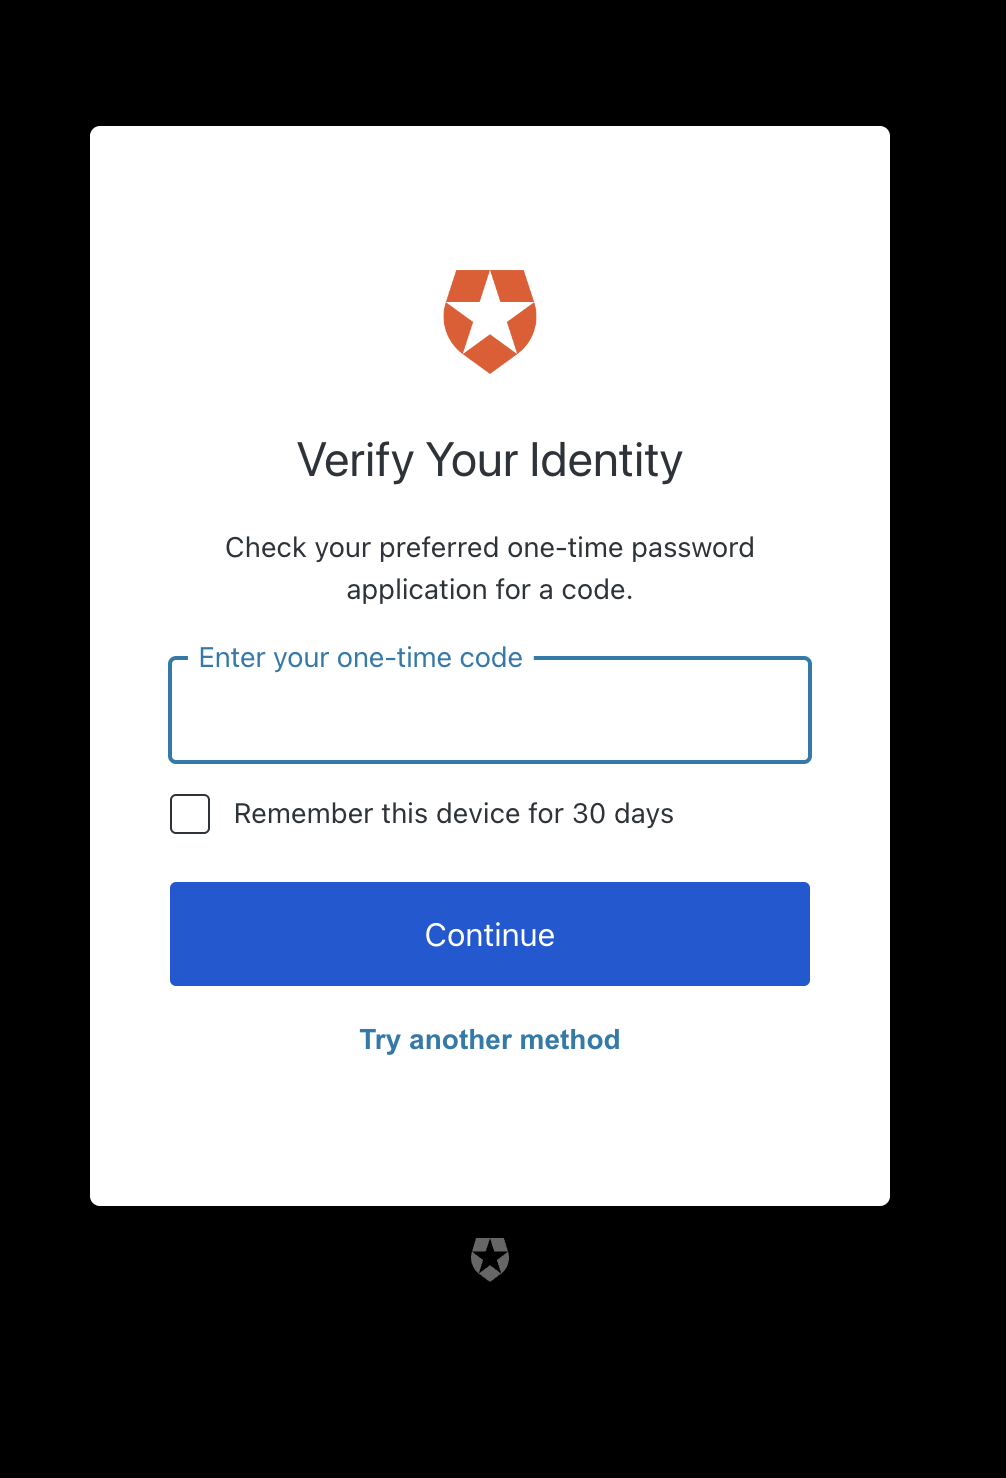 Verify Your Identity
Check your preferred one-time password
application for a code.
Enter your one-time code
Remember this device for 30 days
Continue
Try another method